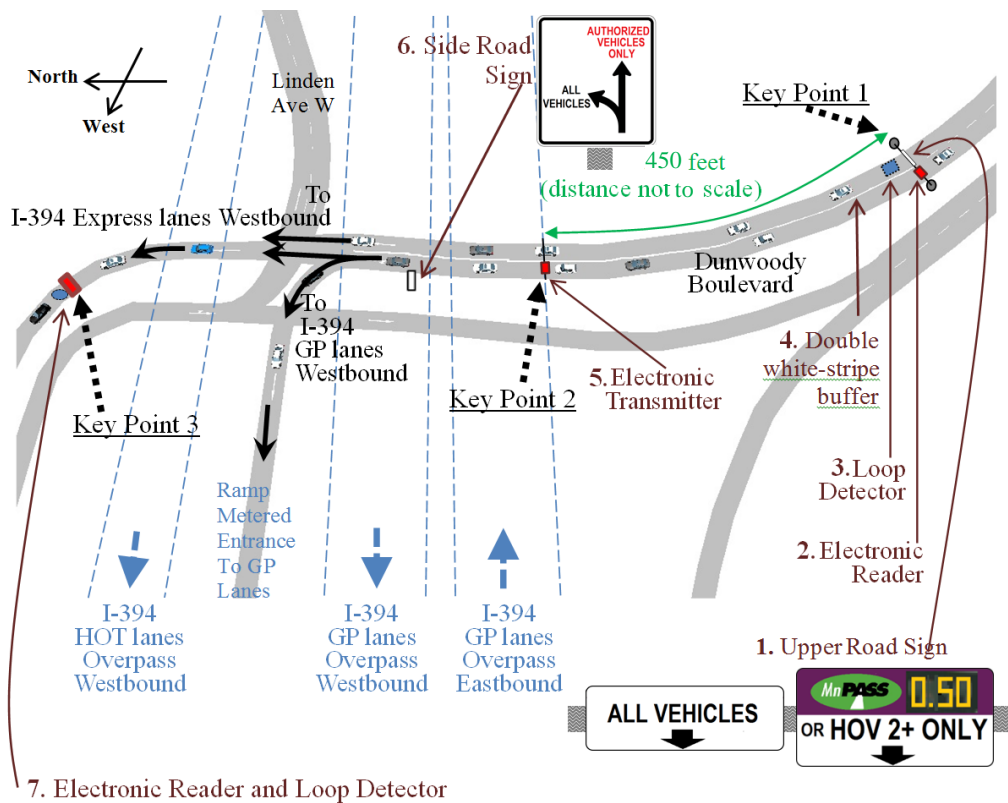 6. Side Road
Sign
AUTHORIZED
VEHICLES
ONLY
ALL
VEHICLES
Linden
Ave W
North
West
Key Point 1
450 feet
(distance not to scale)
To
I-394 Express lanes Westbound
Dunwoody
Boulevard
To
I-394
GP lanes
Westbound
4. Double
white-stripe
buffer
Key Point 2
5. Electronic
Transmitter
Key Point 3
3. Loop
Detector
Ramp
Metered
Entrance
To GP
Lanes
2. Electronic
Reader
I-394
HOT lanes
Overpass
Westbound
I-394
GP lanes
Overpass
Westbound
I-394
GP lanes
Overpass
Eastbound
1. Upper Road Sign
ALL VEHICLES
MnPASS 0.50
OR HOV 2+ ONLY
7. Electronic Reader and Loop Detector